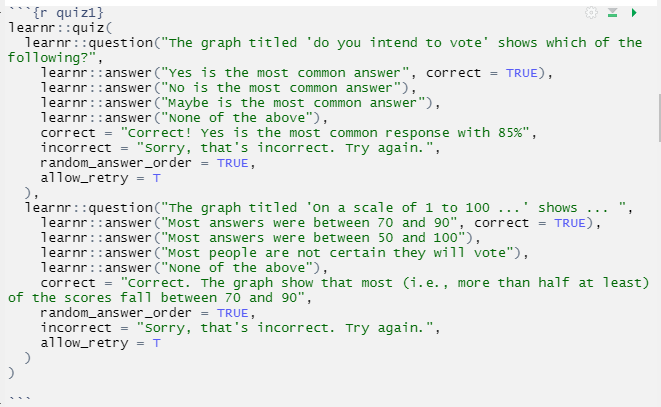 ```{r quiz1}
learnr::quiz(
  learnr::question("The graph titled 'do you intend to vote' shows which of the
following?",
    learnr::answer("Yes is the most common answer", correct = TRUE),
    learnr::answer("No is the most common answer"),
    learnr::answer("Maybe is the most common answer"),
    learnr::answer("None of the above"),
    correct = "Correct! Yes is the most common response with 85%",
    incorrect = "Sorry, that's incorrect. Try again.",
    random_answer_order = TRUE,
    allow_retry = T
  ),
  learnr::question("The graph titled 'On a scale of 1 to 100 ...' shows ... ",
    learnr::answer("Most answers were between 70 and 90", correct = TRUE),
    learnr::answer("Most answers were between 50 and 100"),
    learnr::answer("Most people are not certain they will vote"),
    learnr::answer("None of the above"),
    correct = "Correct. The graph show that most (i.e., more than half at least)
of the scores fall between 70 and 90",
    random_answer_order = TRUE,
    incorrect = "Sorry, that's incorrect. Try again.",
    allow_retry = T
  )
)
```